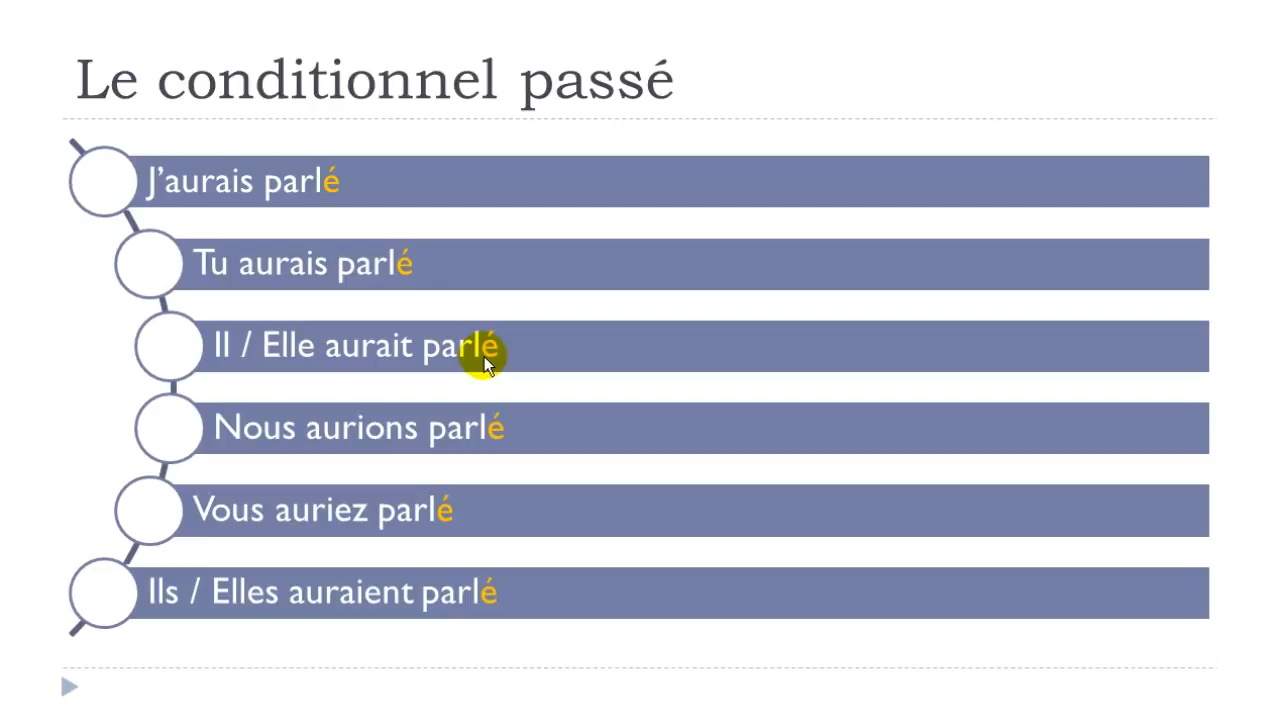 Le conditionnel passé
J’aurais parlé
Tu aurais parlé
Il / Elle aurait parlé
Nous aurions parlé
Vous auriez parlé
Ils / Elles auraient parlé